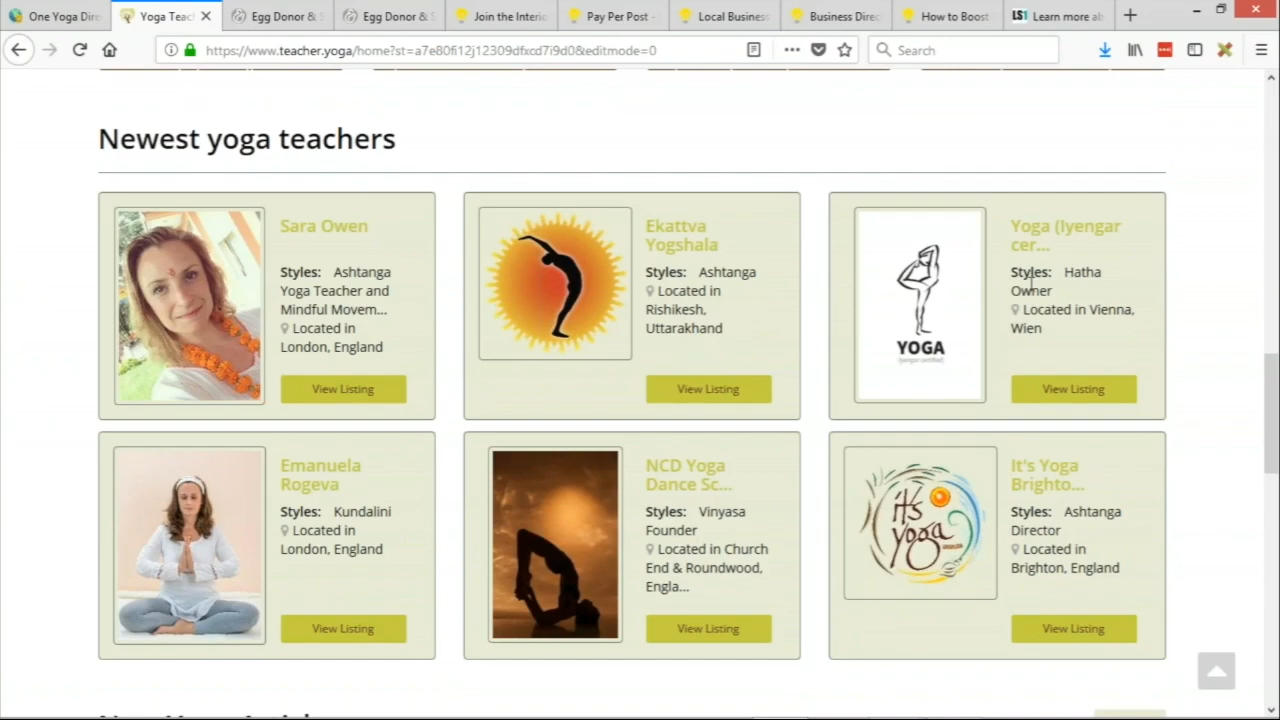 One Yoga Dire
Yoga Teac
Egg Donor & S
Egg Donor & S
Join the Interio
Pay Per Post -
Local Business
Business Direc
How to Boost
LS1 Learn more ab
https://www.teacher.yoga/home?st=a7e80fi12j12309dfxcd7i9d0&editmode=0
Search
Newest yoga teachers
Sara Owen
Styles: Ashtanga
Yoga Teacher and
Mindful Movem...
Located in
London, England
View Listing
Ekattva
Yogshala
Styles: Ashtanga
Located in
Rishikesh,
Uttarakhand
View Listing
YOGA
Yoga (Iyengar
cer...
Styles: Hatha
Owner
Located in Vienna,
Wien
View Listing
Emanuela
Rogeva
Styles: Kundalini
Located in
London, England
View Listing
NCD Yoga
Dance Sc...
Styles: Vinyasa
Founder
Located in Church
End & Roundwood,
Engla...
View Listing
it's
yoga
It's Yoga
Brighto...
Styles: Ashtanga
Director
Located in
Brighton, England
View Listing